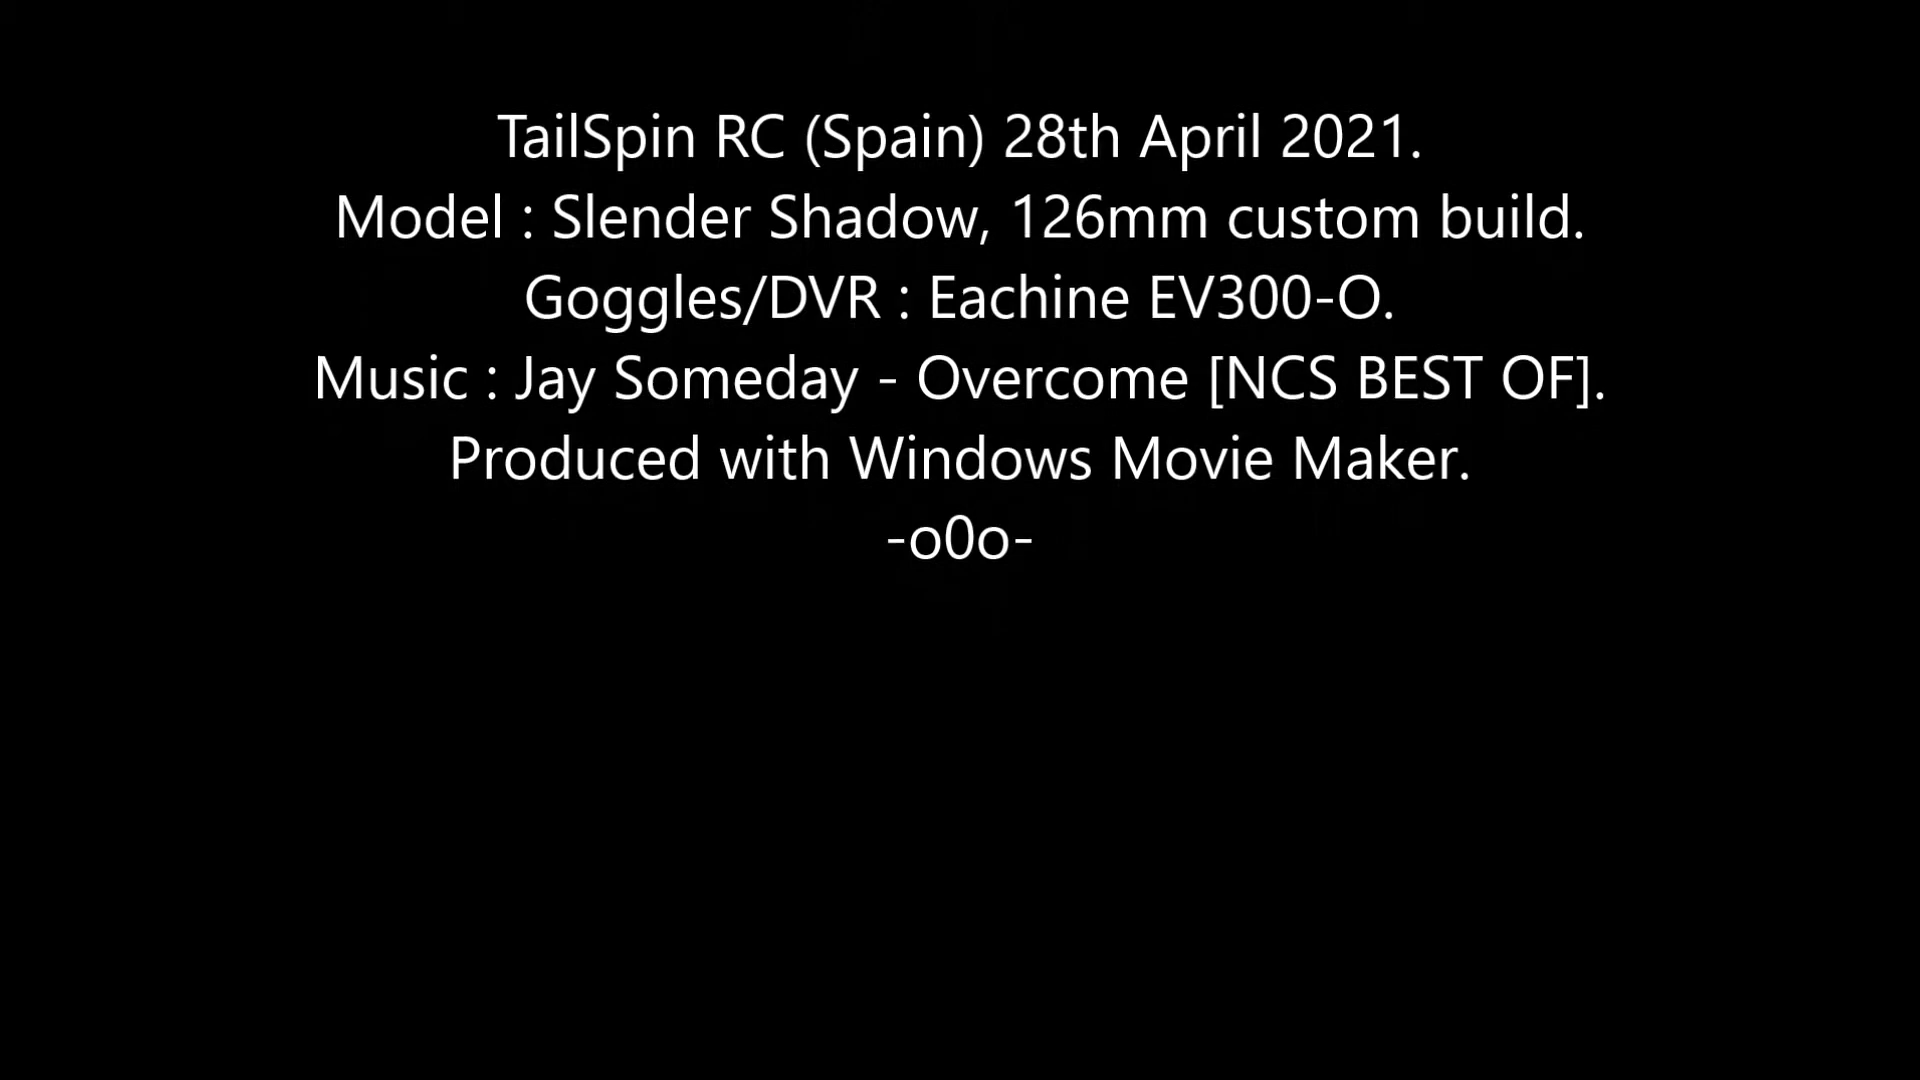 TailSpin RC (Spain) 28th April 2021.
Model : Slender Shadow, 126mm custom build.
Goggles/DVR : Eachine EV300-O.
Music : Jay Someday - Overcome [NCS BEST OF].
Produced with Windows Movie Maker.
-o0o-